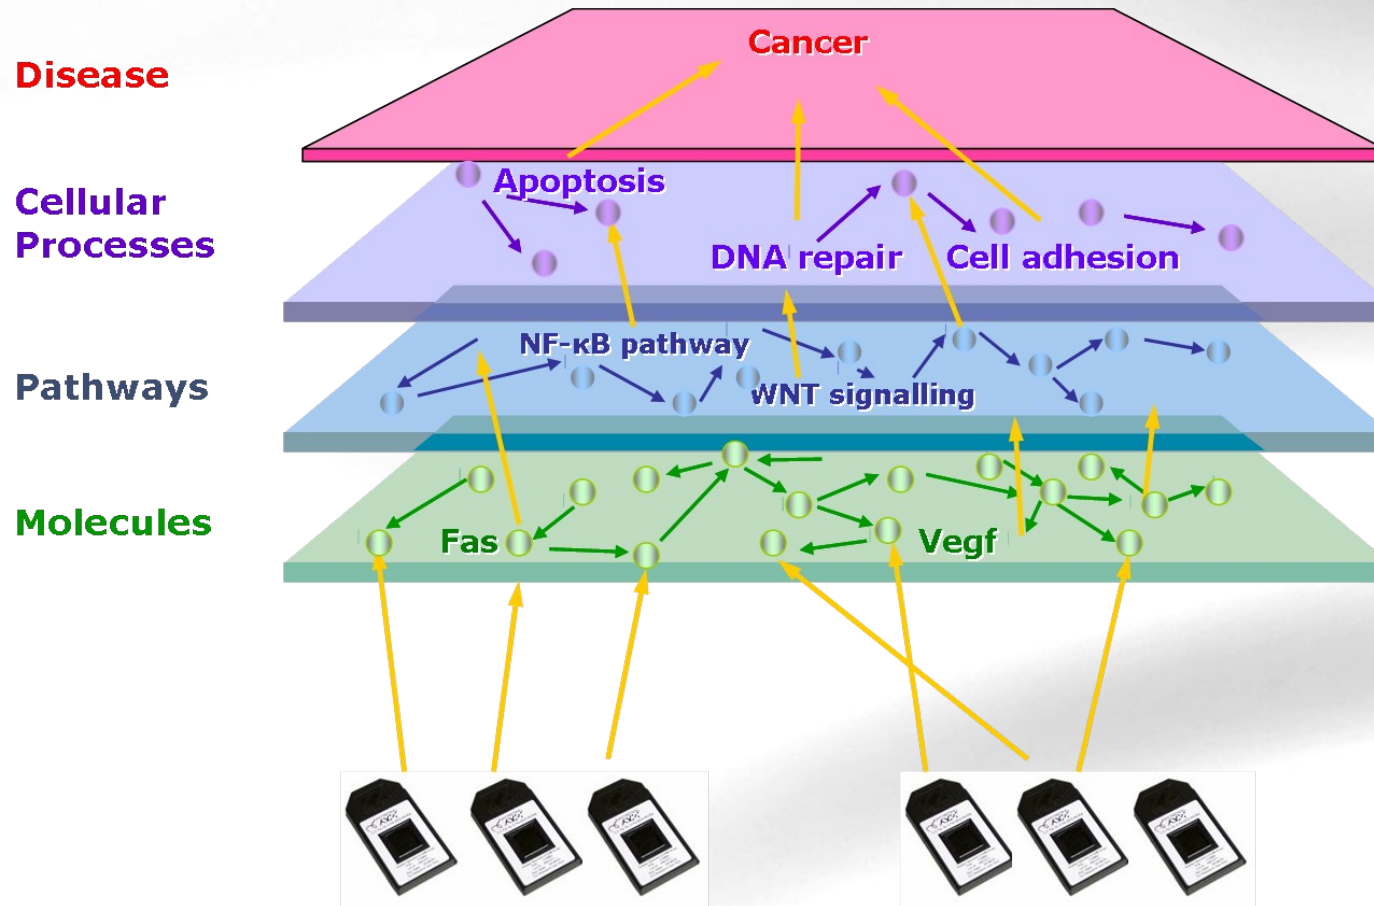 Cancer
Disease
Apoptosis
Cellular
Processes
DNA repair
Cell adhesion
NF-κB pathway
Pathways
WNT signalling
Molecules
Fas
Vegf